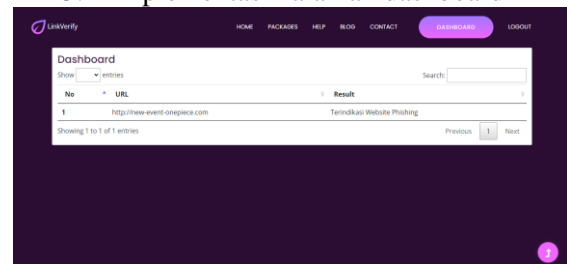 LinkVerify HOME PACKAGES HELP BLOG CONTACT DASHBOARD LOGOUT
Dashboard
Show entries Search:
No URL Result
1 http://new-event-onepiece.com Terindikasi Website Phishing
Showing 1 to 1 of 1 entries Previous 1 Next